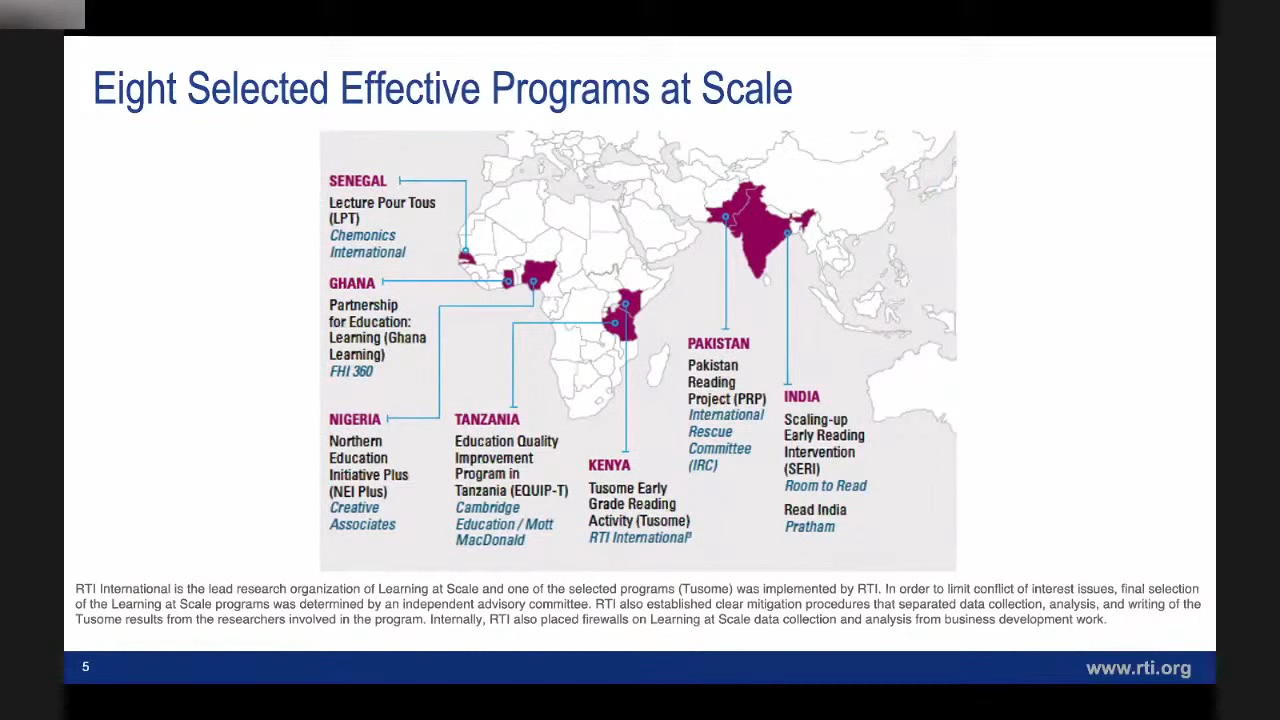 Eight Selected Effective Programs at Scale
SENEGAL
Lecture Pour Tous
(LPT)
Chemonics
International
GHANA
Partnership
for Education:
Learning (Ghana
Learning)
FHI 360
NIGERIA
Northern
Education
Initiative Plus
(NEI Plus)
Creative
Associates
TANZANIA
Education Quality
Improvement
Program in
Tanzania (EQUIP-T)
Cambridge
Education / Mott
MacDonald
KENYA
Tusome Early
Grade Reading
Activity (Tusome)
RTI International³
PAKISTAN
Pakistan
Reading
Project (PRP)
International
Rescue
Committee
(IRC)
INDIA
Scaling-up
Early Reading
Intervention
(SERI)
Room to Read
Read India
Pratham
RTI International is the lead research organization of Learning at Scale and one of the selected programs (Tusome) was implemented by RTI. In order to limit conflict of interest issues, final selection
of the Learning at Scale programs was determined by an independent advisory committee. RTI also established clear mitigation procedures that separated data collection, analysis, and writing of the
Tusome results from the researchers involved in the program. Internally, RTI also placed firewalls on Learning at Scale data collection and analysis from business development work.
5
www.rti.org